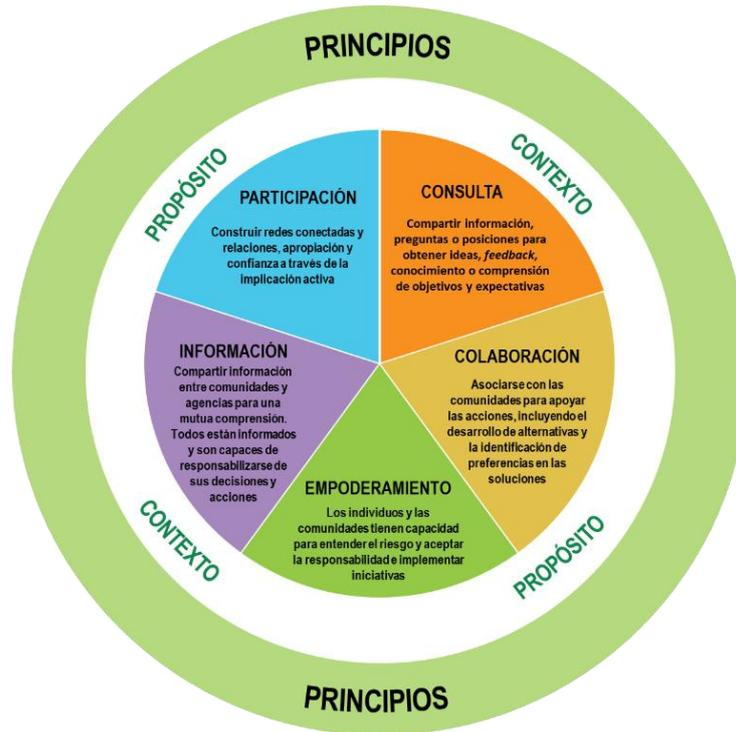 PRINCIPIOS
PROPÓSITO
CONTEXTO
PARTICIPACIÓN
Construir redes conectadas y
relaciones, apropiación y
confianza a través de la
implicación activa
CONSULTA
Compartir información,
preguntas o posiciones para
obtener ideas, feedback,
conocimiento o comprensión
de objetivos y expectativas
INFORMACIÓN
Compartir información
entre comunidades y
agencias para una
mutua comprensión.
Todos están informados
y son capaces de
responsabilizarse de
sus decisiones y
acciones
COLABORACIÓN
Asociarse con las
comunidades para apoyar
las acciones, incluyendo el
desarrollo de alternativas y
la identificación de
preferencias en las
soluciones
EMPODERAMIENTO
Los individuos y las
comunidades tienen capacidad
para entender el riesgo y aceptar
la responsabilidad e implementar
iniciativas
CONTEXTO
PROPÓSITO
PRINCIPIOS